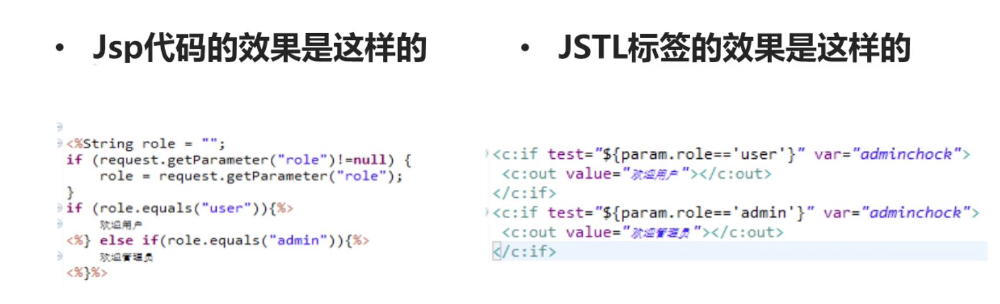 • Jsp代码的效果是这样的
<%String role = "";
if (request.getParameter("role")!=null) {
role = request.getParameter("role");
}
if (role.equals("user")){%>
欢迎用户
<%} else if(role.equals("admin")){%>
欢迎管理员
<%}%>
• JSTL标签的效果是这样的
<c:if test="${param.role=='user'}" var="adminchock">
<c:out value="欢迎用户"></c:out>
</c:if>
<c:if test="${param.role=='admin'}" var="adminchock">
<c:out value="欢迎管理员"></c:out>
</c:if>